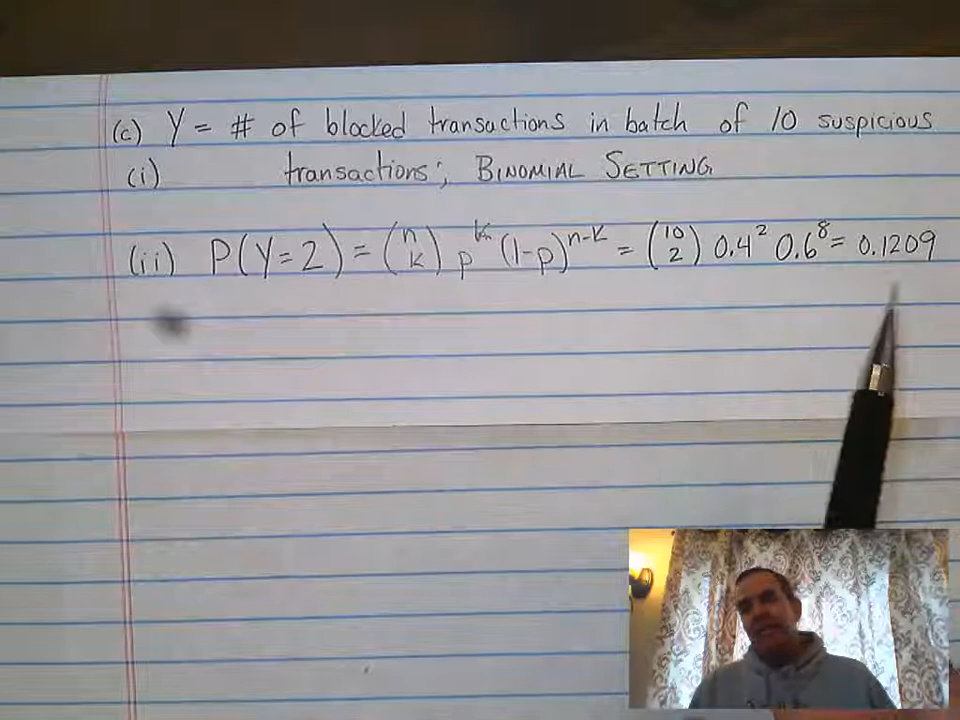 (c) Y = # of blocked transactions in batch of 10 suspicious
(i) transactions; BINOMIAL SETTING.
(ii) P(Y=2) = (n k) p^k (1-p)^{n-k} = (10 2) 0.4^2 0.6^8 = 0.1209